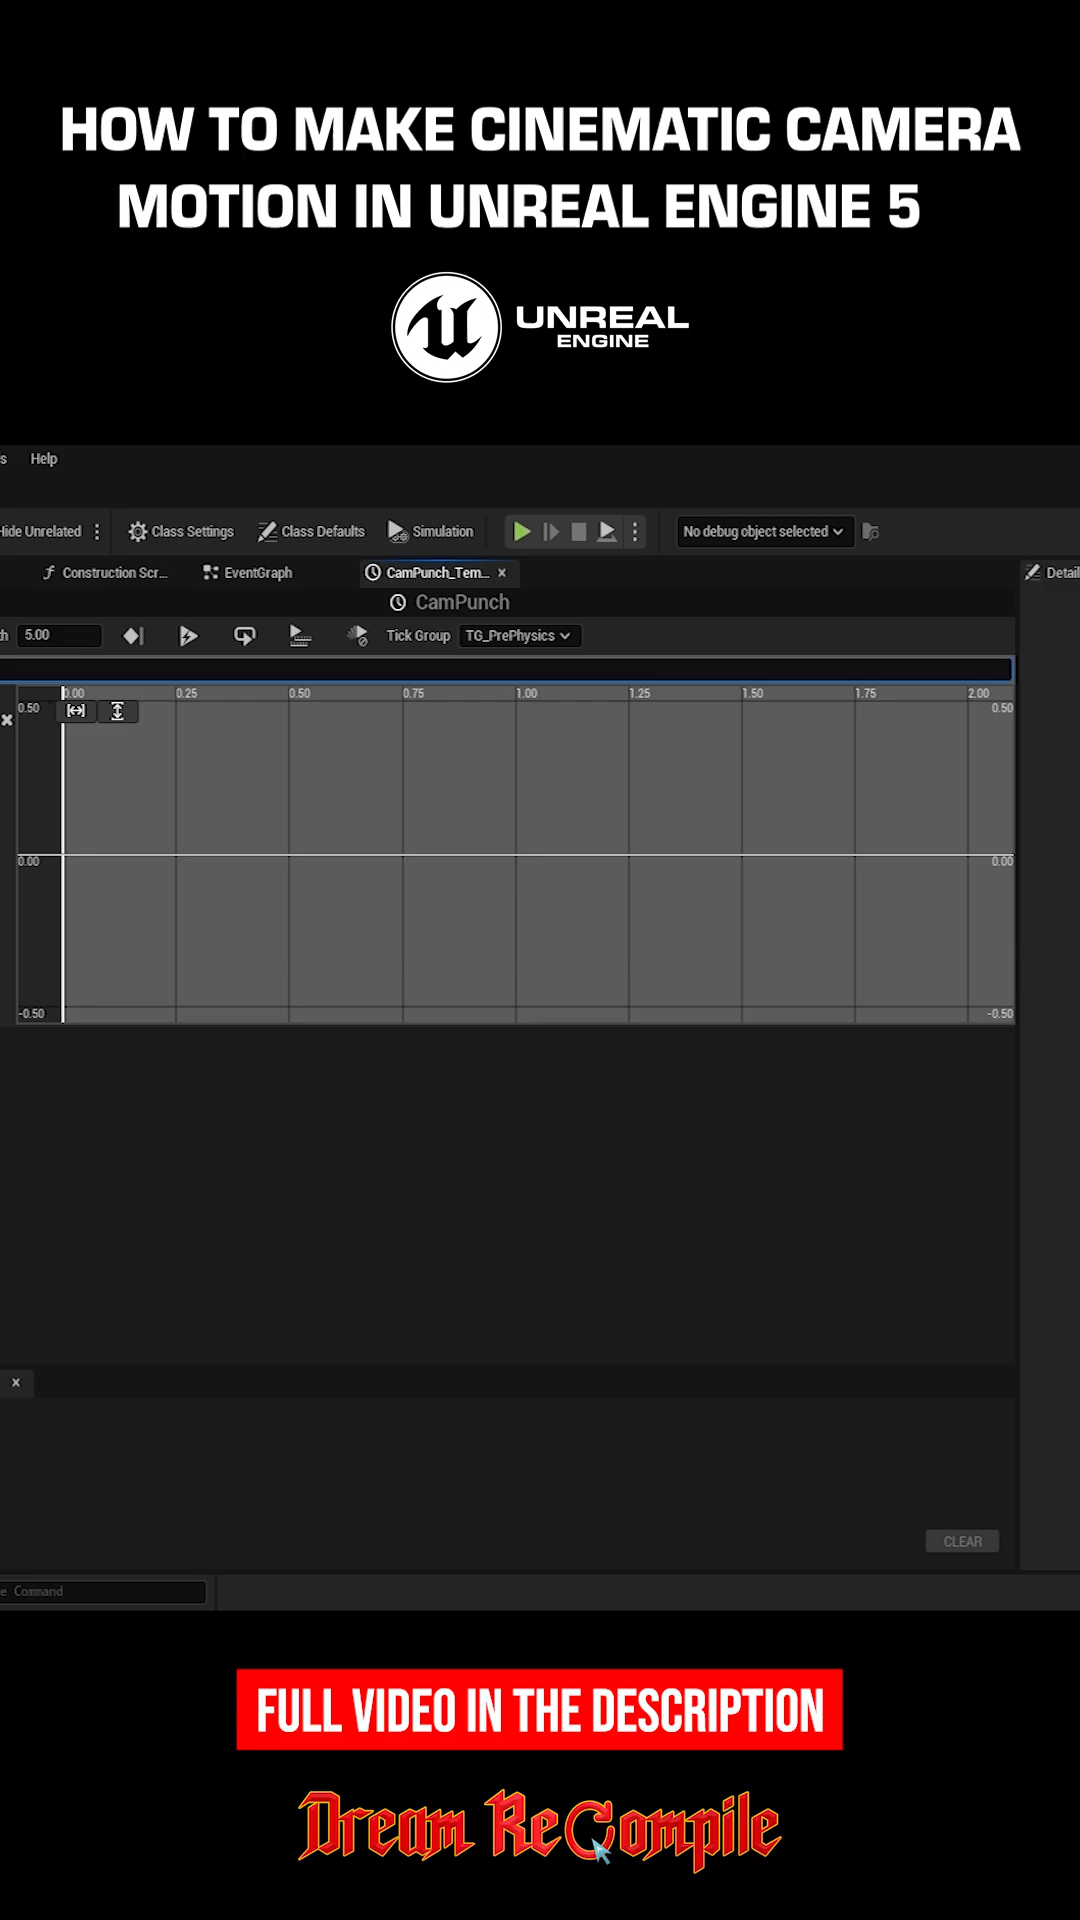 HOW TO MAKE CINEMATIC CAMERA
MOTION IN UNREAL ENGINE 5
UNREAL
ENGINE
s Help
Hide Unrelated Class Settings Class Defaults Simulation No debug object selected
Construction Scr... EventGraph CamPunch_Tem... Detail
CamPunch
th 5.00 Tick Group TG_PrePhysics
0.00 0.25 0.50 0.75 1.00 1.25 1.50 1.75 2.00
0.50 0.50
0.00 0.00
-0.50 -0.50
CLEAR
e Command
FULL VIDEO IN THE DESCRIPTION
Dream ReCompile